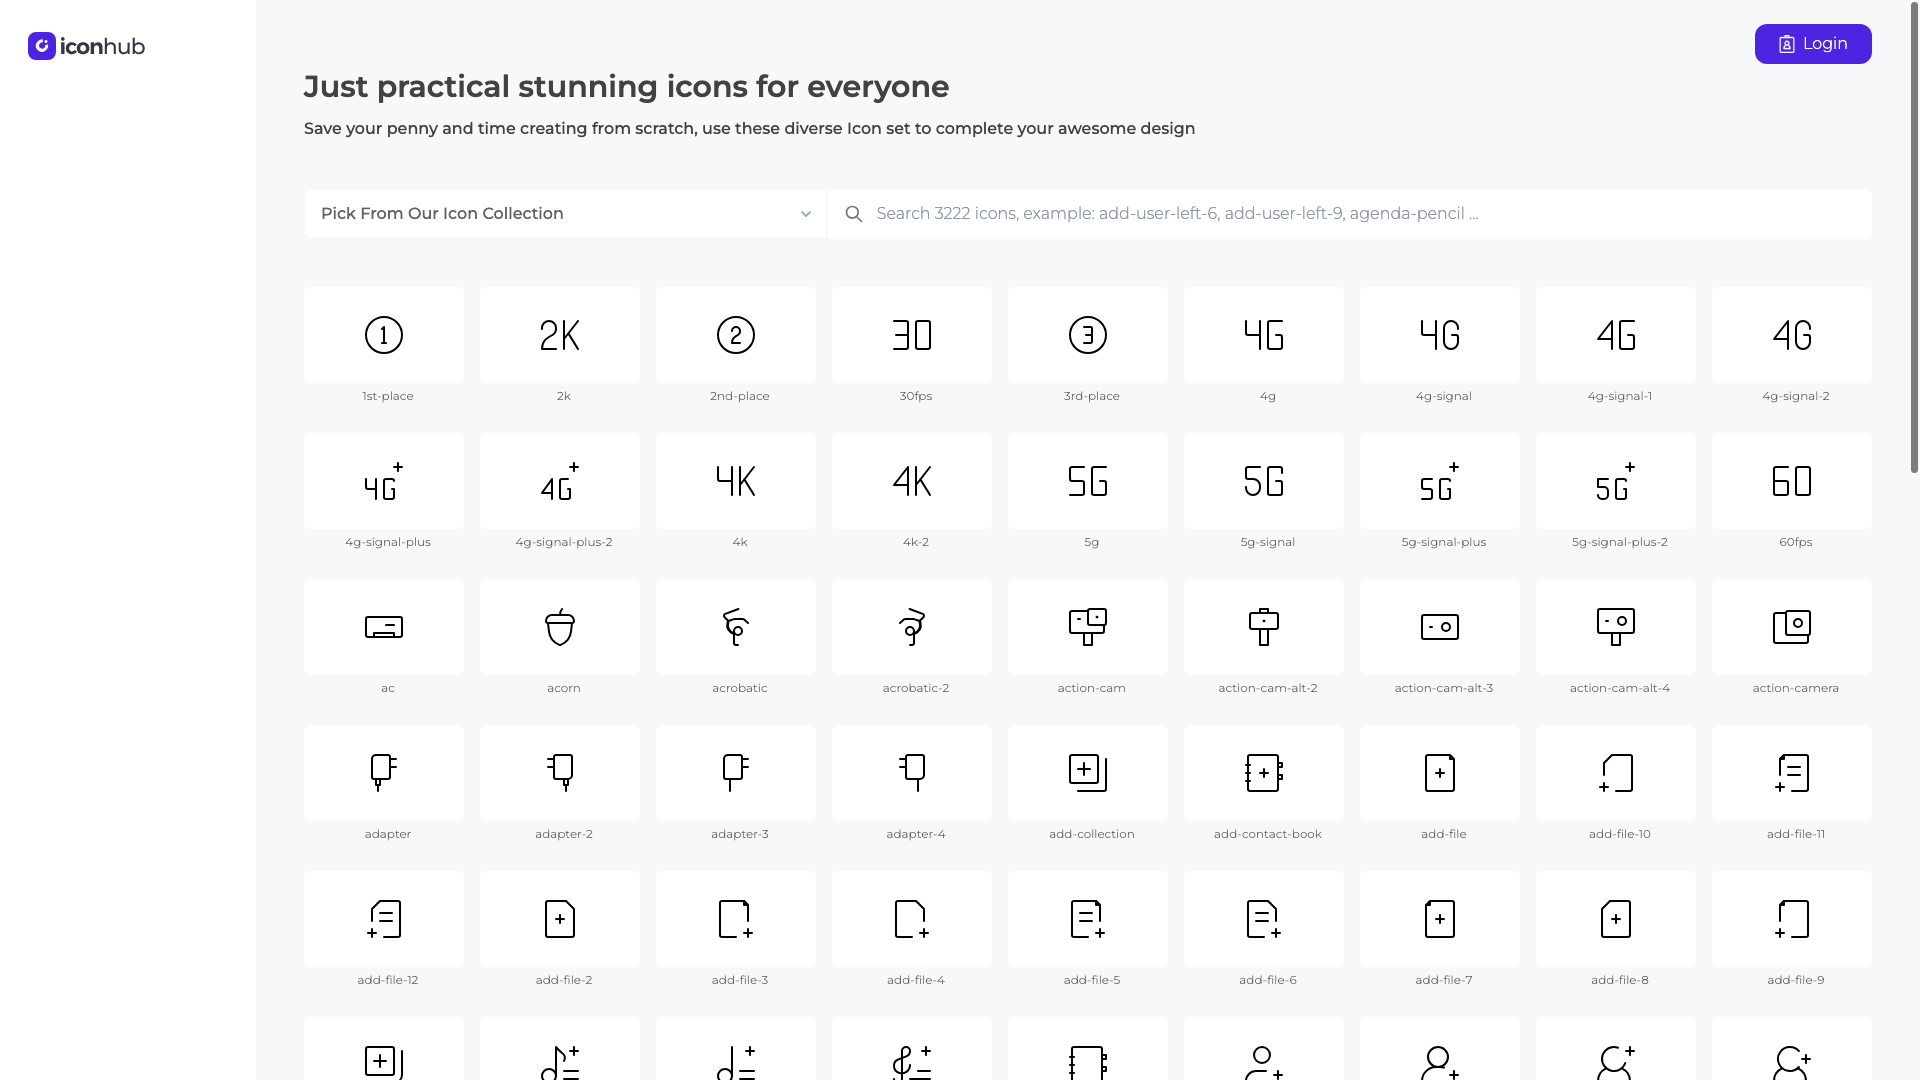 iconhub
Login
Just practical stunning icons for everyone
Save your penny and time creating from scratch, use these diverse Icon set to complete your awesome design
Pick From Our Icon Collection
Search 3222 icons, example: add-user-left-6, add-user-left-9, agenda-pencil ...
1 2K 2 30 3 4G 4G 4G 4G
1st-place 2k 2nd-place 30fps 3rd-place 4g 4g-signal 4g-signal-1 4g-signal-2
4G+ 4G+ 4K 4K 5G 5G 5G+ 5G+ 60
4g-signal-plus 4g-signal-plus-2 4k 4k-2 5g 5g-signal 5g-signal-plus 5g-signal-plus-2 60fps
ac acorn acrobatic acrobatic-2 action-cam action-cam-alt-2 action-cam-alt-3 action-cam-alt-4 action-camera
adapter adapter-2 adapter-3 adapter-4 add-collection add-contact-book add-file add-file-10 add-file-11
add-file-12 add-file-2 add-file-3 add-file-4 add-file-5 add-file-6 add-file-7 add-file-8 add-file-9